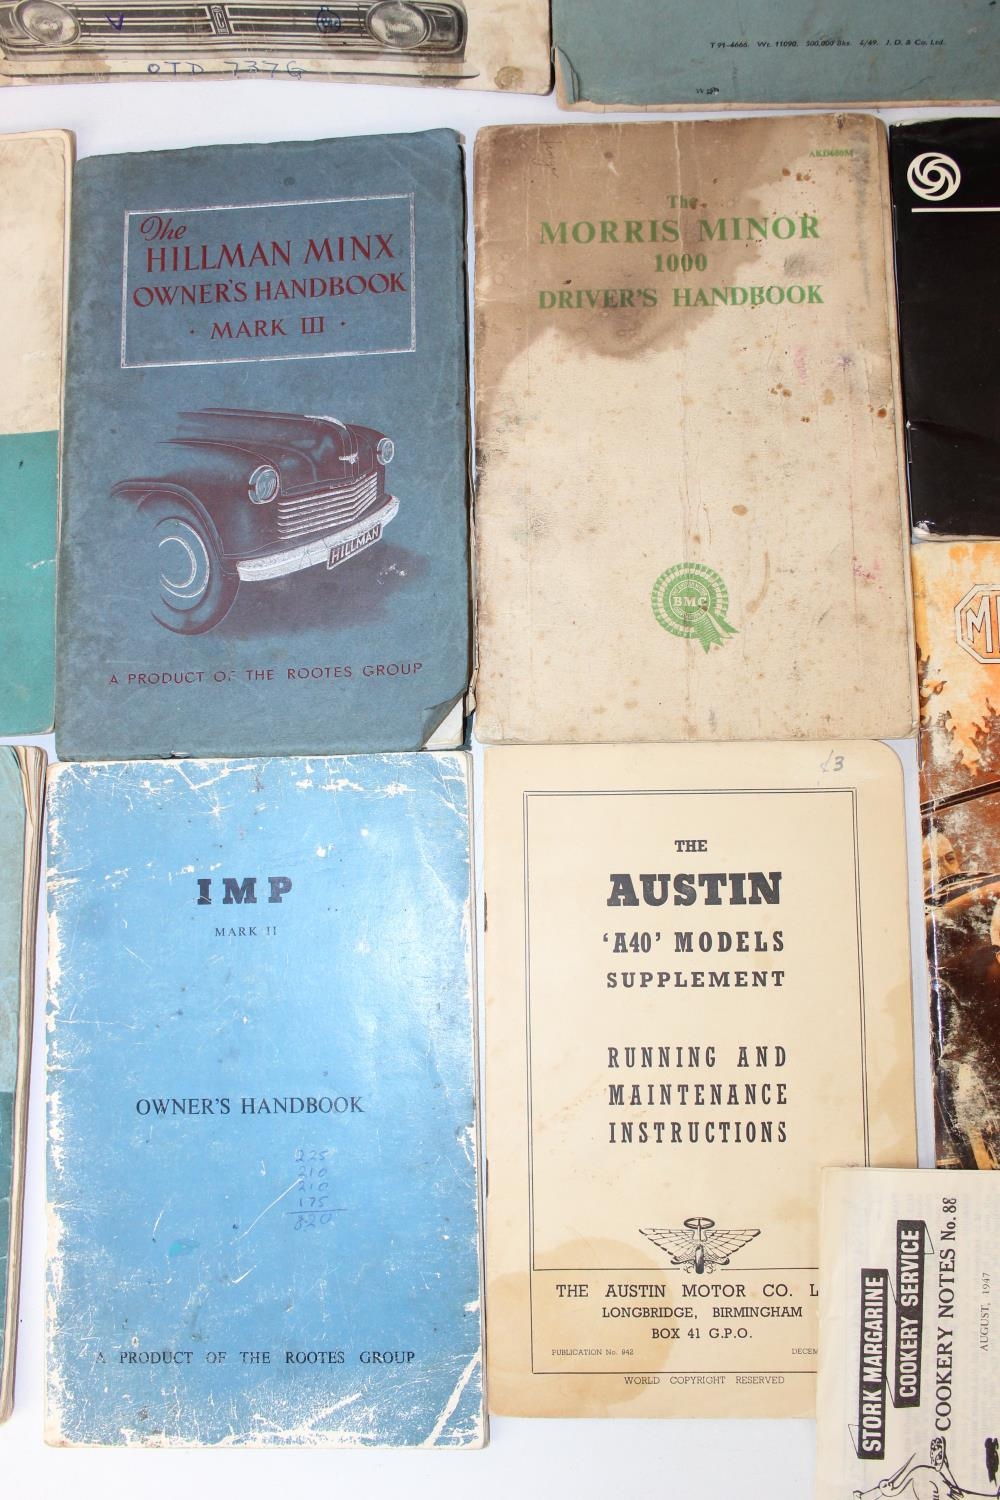 OTD 737G
T 91-4666. Wt. 11090. 500,000 Bks. 4/49. J. D. & Co. Ltd.
The
HILLMAN MINX
OWNER'S HANDBOOK
· MARK III ·
HILLMAN
A PRODUCT OF THE ROOTES GROUP
AKD680M
The
MORRIS MINOR
1000
DRIVER'S HANDBOOK
BMC
IMP
MARK II
OWNER'S HANDBOOK
225
210
210
175
820
A PRODUCT OF THE ROOTES GROUP
£3
THE
AUSTIN
'A40' MODELS
SUPPLEMENT
RUNNING AND
MAINTENANCE
INSTRUCTIONS
THE AUSTIN MOTOR CO. L
LONGBRIDGE, BIRMINGHAM
BOX 41 G.P.O.
PUBLICATION No. 942
DECEM
WORLD COPYRIGHT RESERVED
STORK MARGARINE
COOKERY SERVICE
COOKERY NOTES No. 88
AUGUST, 1947